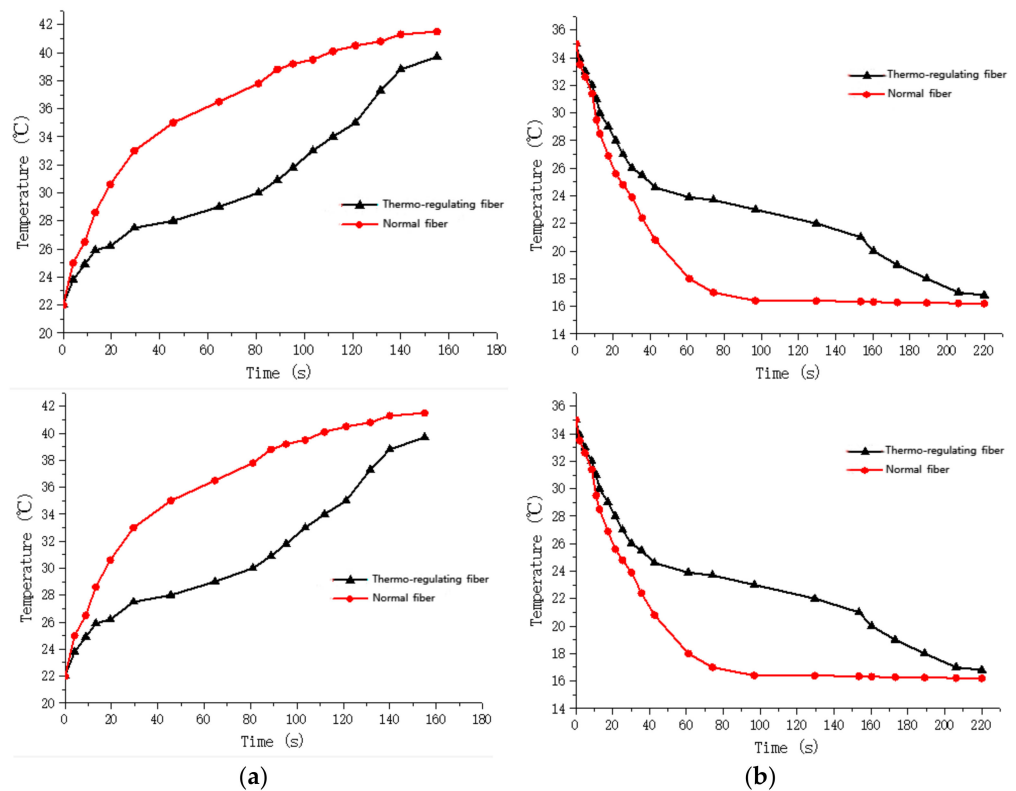 42
40
38
36
34
32
30
28
26
24
22
20
Temperature (℃)
Thermo-regulating fiber
Normal fiber
0 20 40 60 80 100 120 140 160 180
Time (s)
36
34
32
30
28
26
24
22
20
18
16
14
Temperature (℃)
Thermo-regulating fiber
Normal fiber
0 20 40 60 80 100 120 140 160 180 200 220
Time (s)
42
40
38
36
34
32
30
28
26
24
22
20
Temperature (℃)
Thermo-regulating fiber
Normal fiber
0 20 40 60 80 100 120 140 160 180
Time (s)
36
34
32
30
28
26
24
22
20
18
16
14
Temperature (℃)
Thermo-regulating fiber
Normal fiber
0 20 40 60 80 100 120 140 160 180 200 220
Time (s)
(a)
(b)